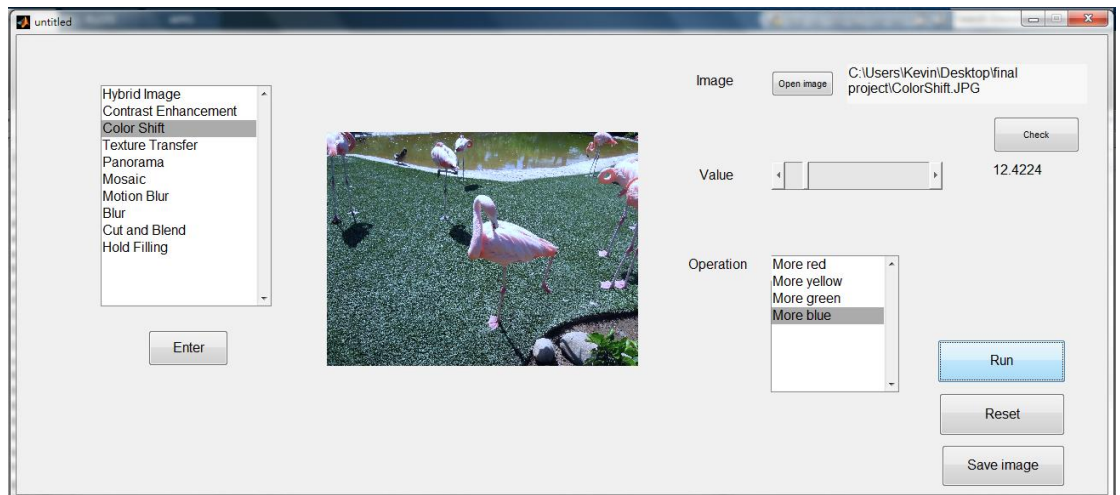 untitled
Hybrid Image
Contrast Enhancement
Color Shift
Texture Transfer
Panorama
Mosaic
Motion Blur
Blur
Cut and Blend
Hold Filling
Enter
Image
Open image
C:\Users\Kevin\Desktop\final
project\ColorShift.JPG
Check
Value
12.4224
Operation
More red
More yellow
More green
More blue
Run
Reset
Save image